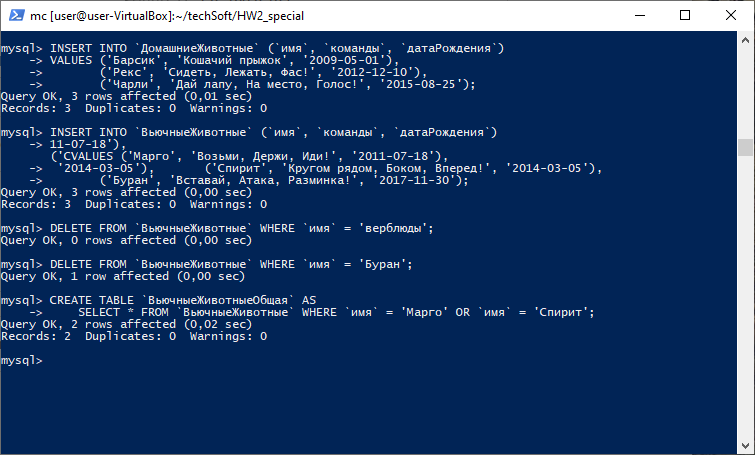 mc [user@user-VirtualBox]:~/techSoft/HW2_special
mysql> INSERT INTO `ДомашниеЖивотные` (`имя`, `команды`, `датаРождения`)
    -> VALUES ('Барсик', 'Кошачий прыжок', '2009-05-01'),
    ->        ('Рекс', 'Сидеть, Лежать, Фас!', '2012-12-10'),
    ->        ('Чарли', 'Дай лапу, На место, Голос!', '2015-08-25');
Query OK, 3 rows affected (0,01 sec)
Records: 3  Duplicates: 0  Warnings: 0
mysql> INSERT INTO `ВьючныеЖивотные` (`имя`, `команды`, `датаРождения`)
    -> 11-07-18'),
       ('CVALUES ('Марго', 'Возьми, Держи, Иди!', '2011-07-18'),
    ->  '2014-03-05'),       ('Спирит', 'Кругом рядом, Боком, Вперед!', '2014-03-05'),
    ->        ('Буран', 'Вставай, Атака, Разминка!', '2017-11-30');
Query OK, 3 rows affected (0,00 sec)
Records: 3  Duplicates: 0  Warnings: 0
mysql> DELETE FROM `ВьючныеЖивотные` WHERE `имя` = 'верблюды';
Query OK, 0 rows affected (0,00 sec)
mysql> DELETE FROM `ВьючныеЖивотные` WHERE `имя` = 'Буран';
Query OK, 1 row affected (0,00 sec)
mysql> CREATE TABLE `ВьючныеЖивотныеОбщая` AS
    ->     SELECT * FROM `ВьючныеЖивотные` WHERE `имя` = 'Марго' OR `имя` = 'Спирит';
Query OK, 2 rows affected (0,02 sec)
Records: 2  Duplicates: 0  Warnings: 0
mysql>